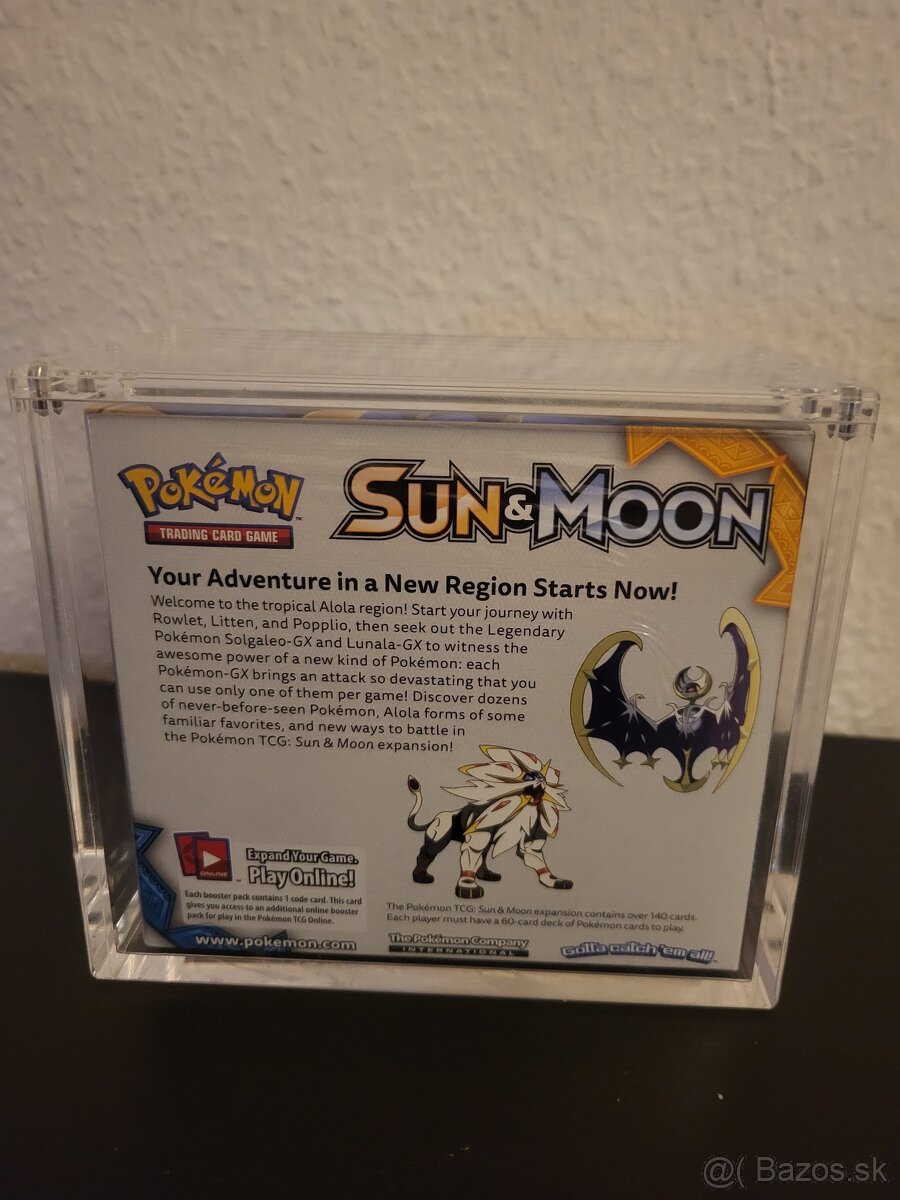 POKéMON
TRADING CARD GAME
SUN & MOON
Your Adventure in a New Region Starts Now!
Welcome to the tropical Alola region! Start your journey with
Rowlet, Litten, and Popplio, then seek out the Legendary
Pokémon Solgaleo-GX and Lunala-GX to witness the
awesome power of a new kind of Pokémon: each
Pokémon-GX brings an attack so devastating that you
can use only one of them per game! Discover dozens
of never-before-seen Pokémon, Alola forms of some
familiar favorites, and new ways to battle in
the Pokémon TCG: Sun & Moon expansion!
ONLINE
Expand Your Game.
Play Online!
Each booster pack contains 1 code card. This card
gives you access to an additional online booster
pack for play in the Pokémon TCG Online.
www.pokemon.com
The Pokémon TCG: Sun & Moon expansion contains over 140 cards.
Each player must have a 60-card deck of Pokémon cards to play.
The Pokémon Company
INTERNATIONAL
Gotta catch 'em all!
@( Bazos.sk